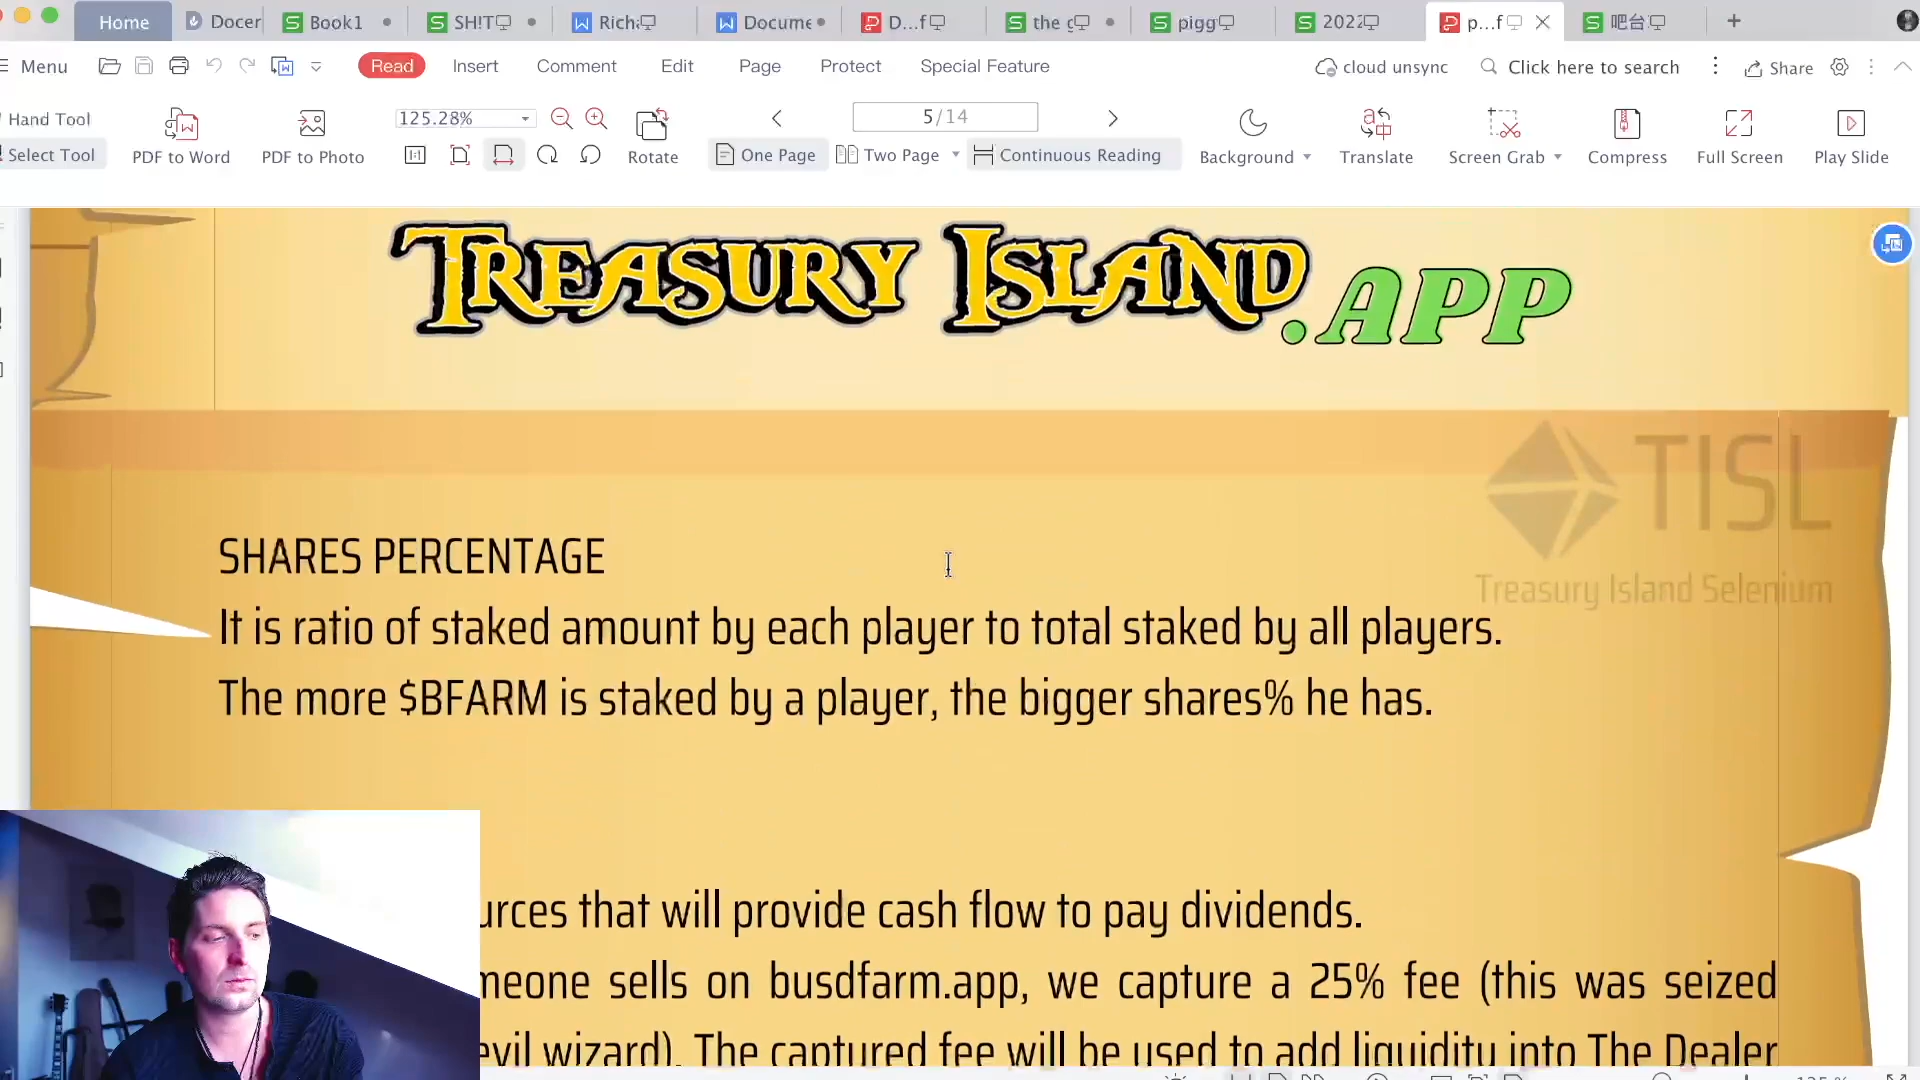 Home
Docer
Book1
SH!T
Richa
Docume
D...f
the g
pigg
2022
p...f
吧台
Menu
Read
Insert
Comment
Edit
Page
Protect
Special Feature
cloud unsync
Click here to search
Share
Hand Tool
Select Tool
PDF to Word
PDF to Photo
125.28%
Rotate
5/14
One Page
Two Page
Continuous Reading
Background
Translate
Screen Grab
Compress
Full Screen
Play Slide
TREASURY ISLAND.APP
TISL
Treasury Island Selenium
SHARES PERCENTAGE
It is ratio of staked amount by each player to total staked by all players.
The more $BFARM is staked by a player, the bigger shares% he has.
urces that will provide cash flow to pay dividends.
meone sells on busdfarm.app, we capture a 25% fee (this was seized
evil wizard). The captured fee will be used to add liquidity into The Dealer